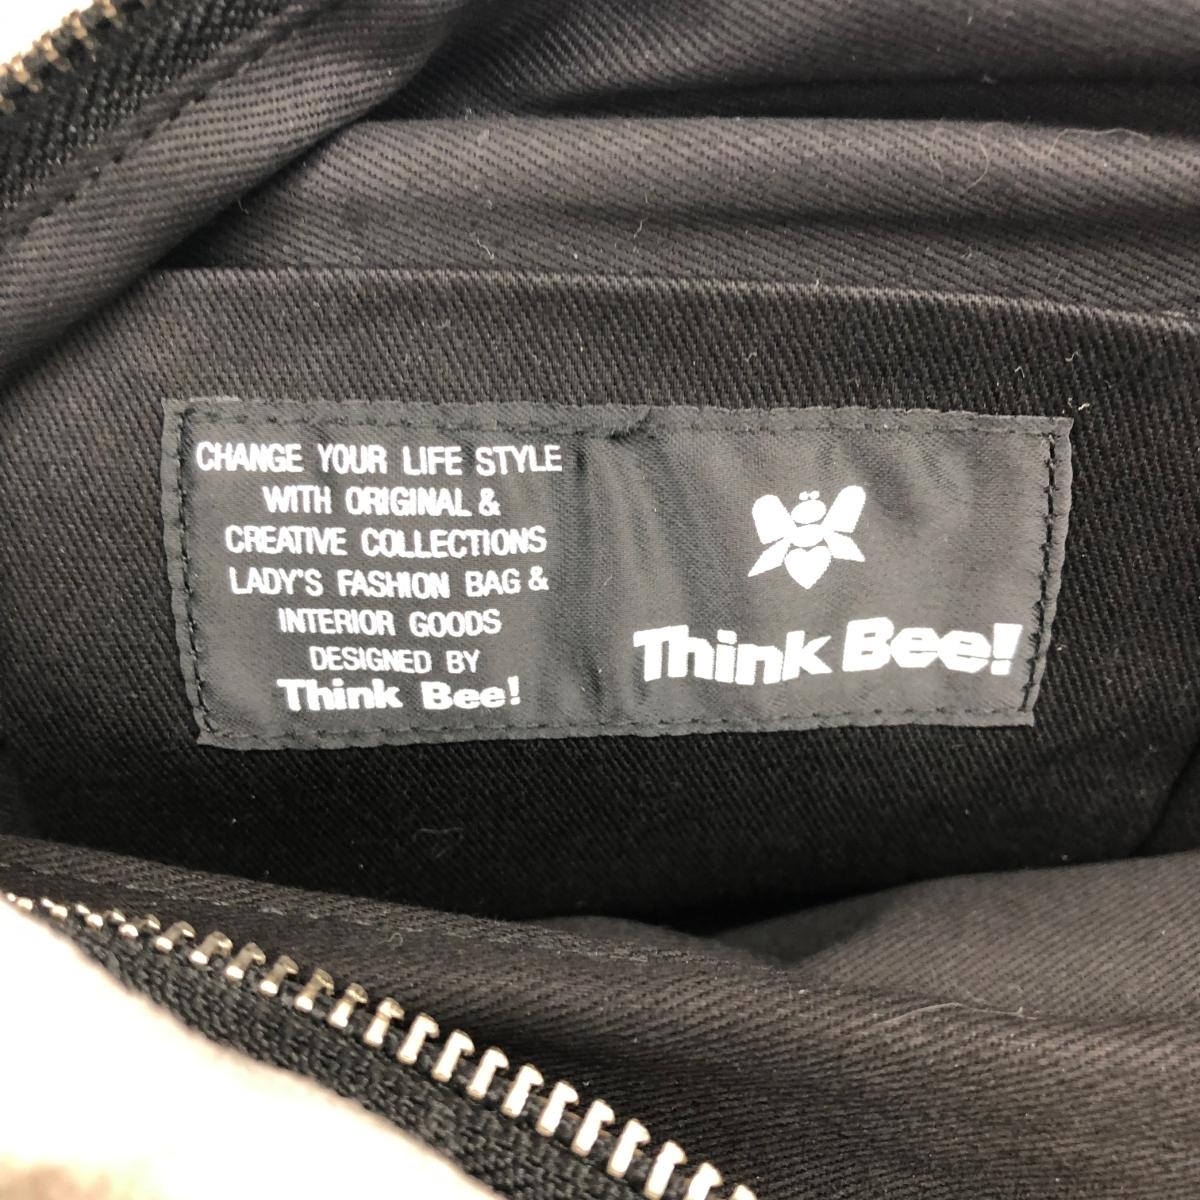 CHANGE YOUR LIFE STYLE
WITH ORIGINAL &
CREATIVE COLLECTIONS
LADY'S FASHION BAG &
INTERIOR GOODS
DESIGNED BY
Think Bee!
Think Bee!